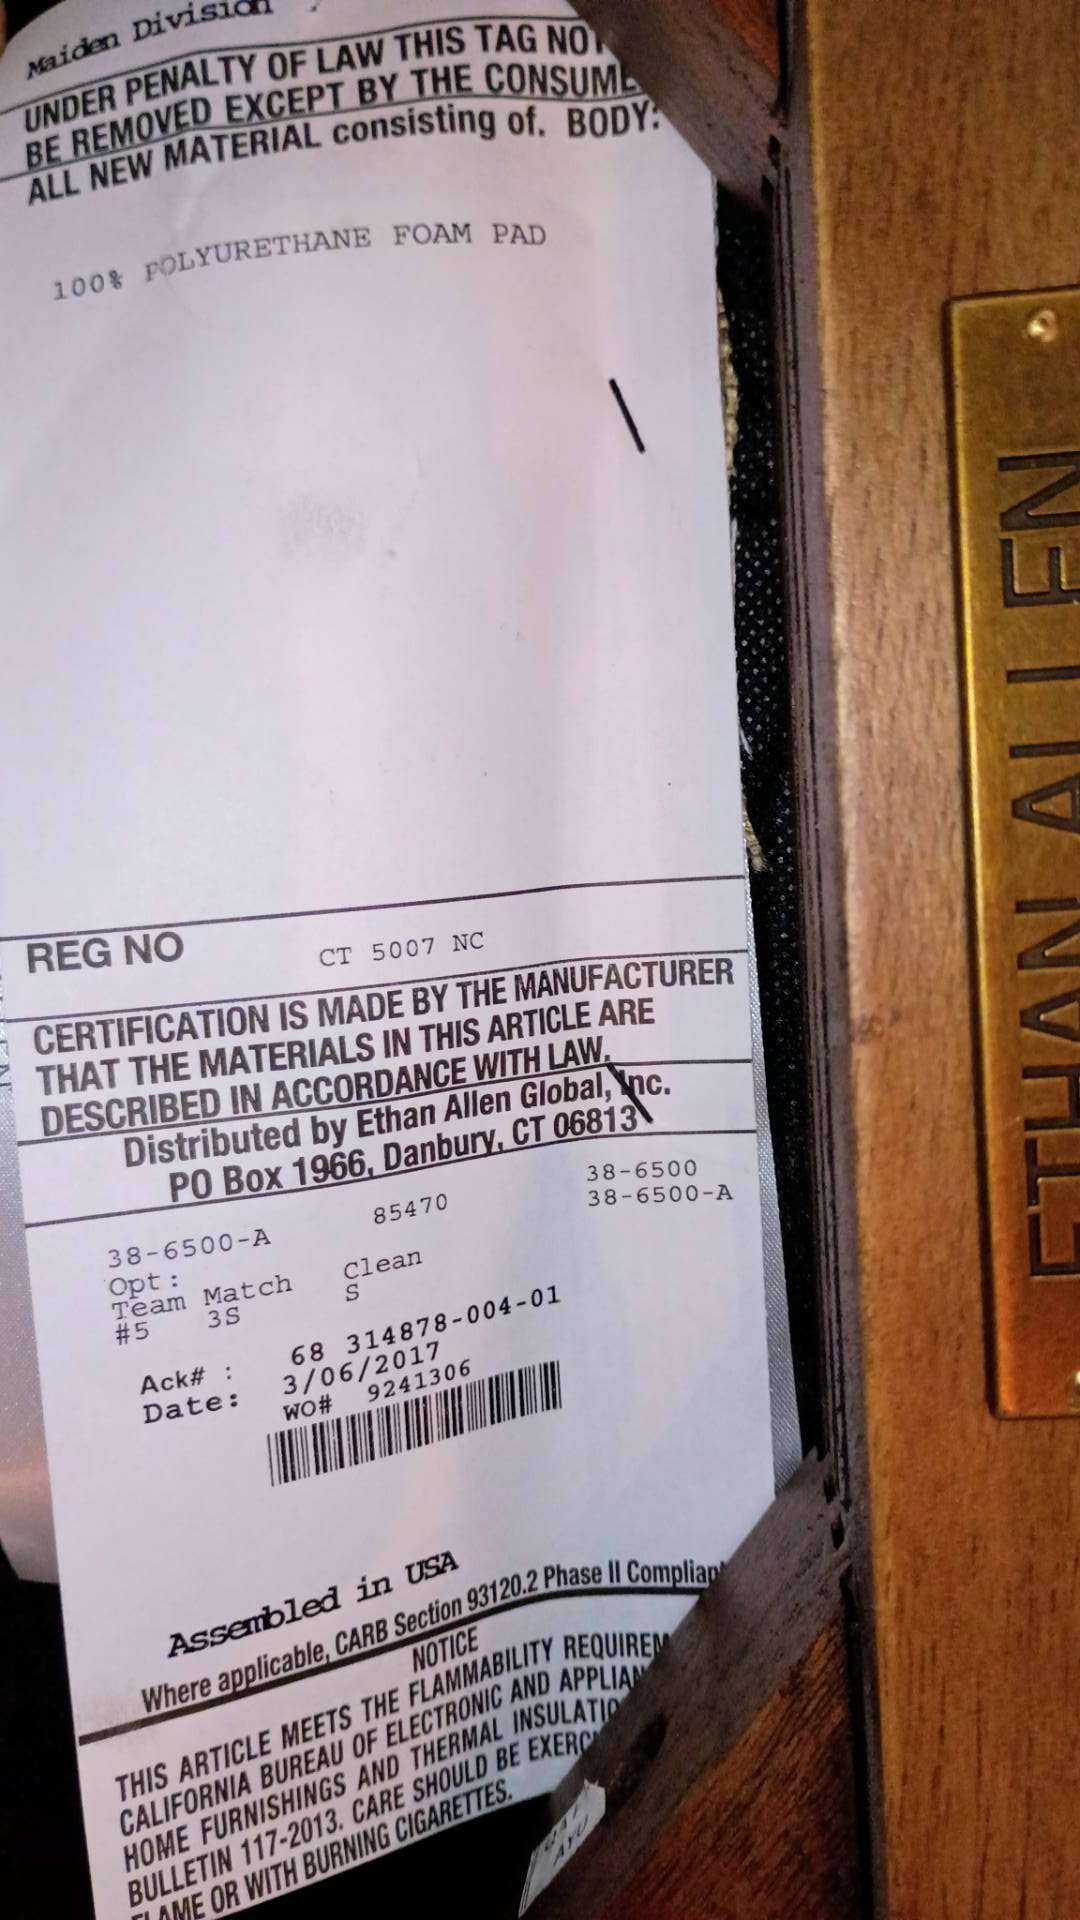 Maiden Division
UNDER PENALTY OF LAW THIS TAG NOT
BE REMOVED EXCEPT BY THE CONSUME
ALL NEW MATERIAL consisting of. BODY:
100% POLYURETHANE FOAM PAD
REG NO CT 5007 NC
CERTIFICATION IS MADE BY THE MANUFACTURER
THAT THE MATERIALS IN THIS ARTICLE ARE
DESCRIBED IN ACCORDANCE WITH LAW.
Distributed by Ethan Allen Global, Inc.
PO Box 1966, Danbury, CT 06813
38-6500
38-6500-A 85470 38-6500-A
Opt:
Team Match Clean
#5 3S S
Ack# : 68 314878-004-01
Date: 3/06/2017
WO# 9241306
Assembled in USA
Where applicable, CARB Section 93120.2 Phase II Complian
NOTICE
THIS ARTICLE MEETS THE FLAMMABILITY REQUIREM
CALIFORNIA BUREAU OF ELECTRONIC AND APPLIAN
HOME FURNISHINGS AND THERMAL INSULATIO
BULLETIN 117-2013. CARE SHOULD BE EXERC
FLAME OR WITH BURNING CIGARETTES.
ETHAN ALLEN